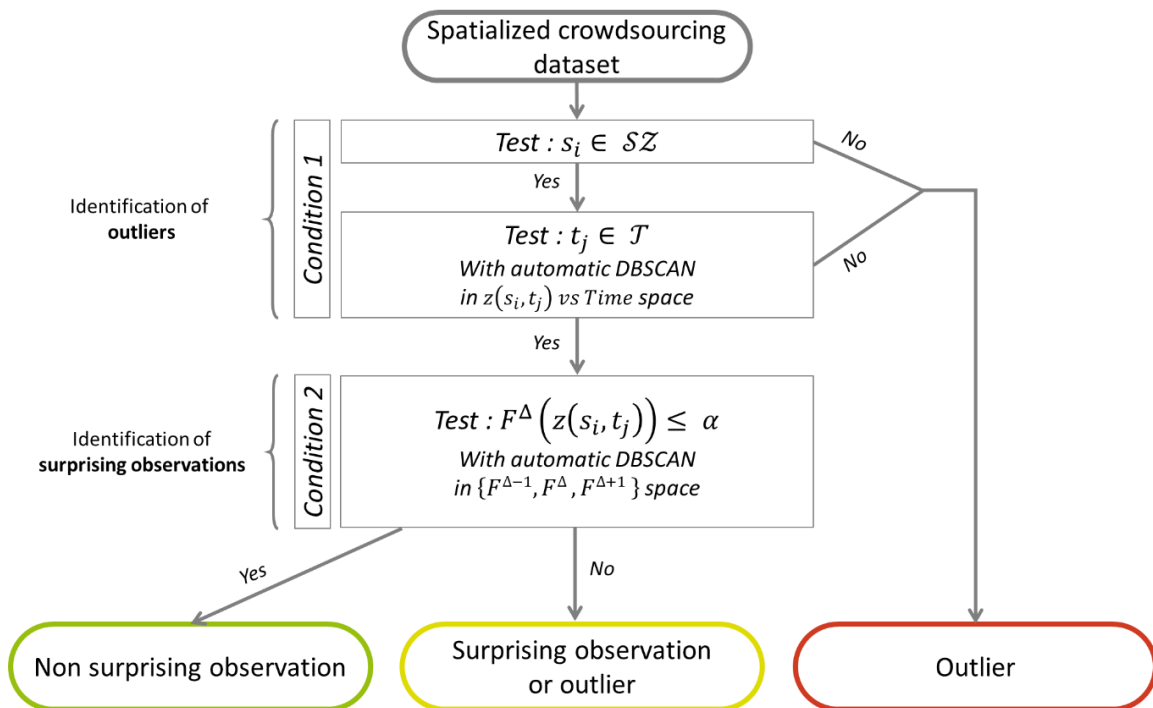 Spatialized crowdsourcing
dataset
Identification of
outliers
Condition 1
Test : sᵢ ∈ 𝒮𝒵
No
Yes
Test : tⱼ ∈ 𝒯
With automatic DBSCAN
in z(sᵢ, tⱼ) vs Time space
No
Yes
Identification of
surprising observations
Condition 2
Test : F^Δ (z(sᵢ, tⱼ)) ≤ α
With automatic DBSCAN
in {F^Δ−1, F^Δ, F^Δ+1 } space
Yes
No
Non surprising observation
Surprising observation
or outlier
Outlier